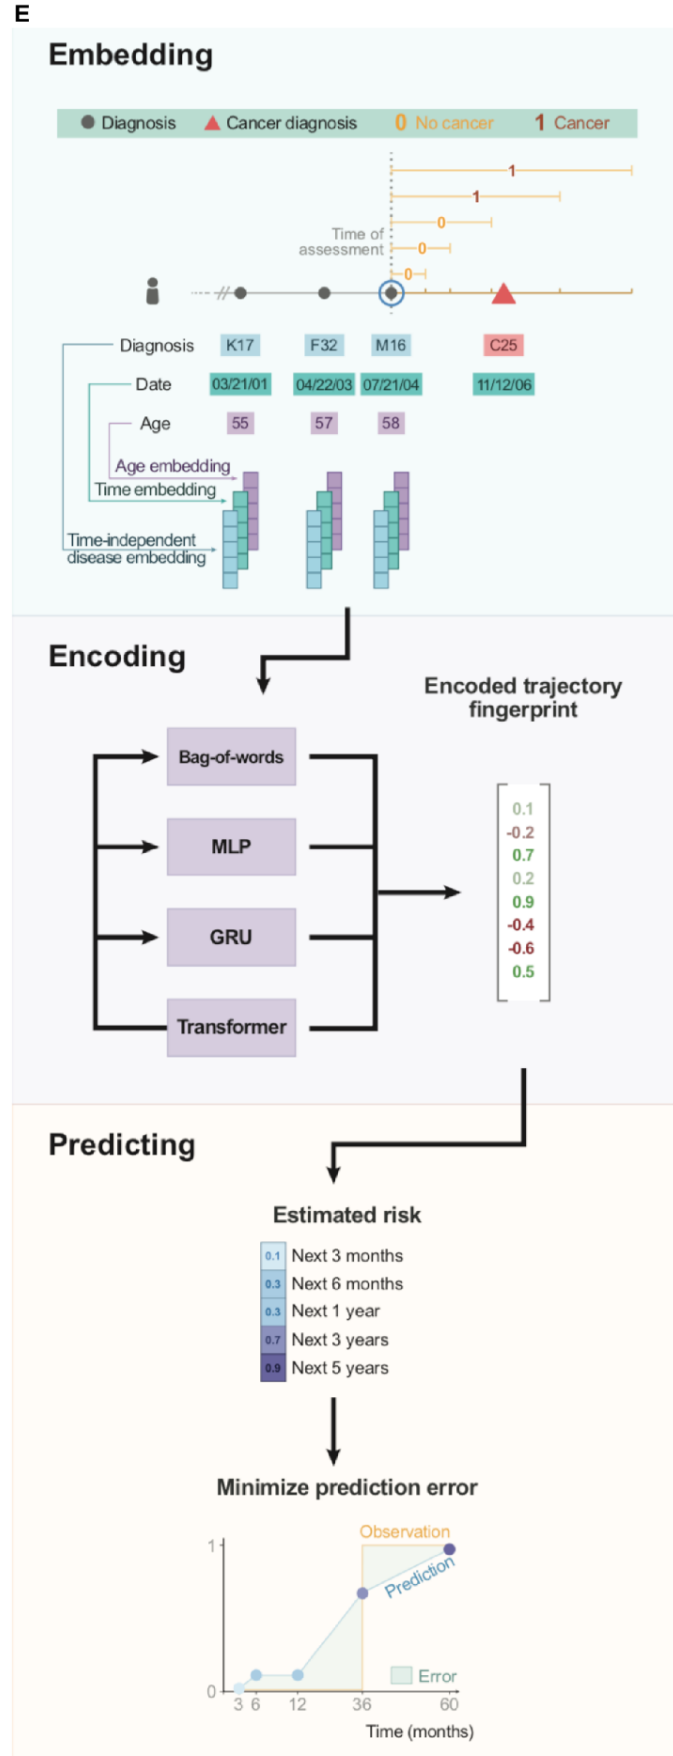 E
Embedding
Diagnosis Cancer diagnosis 0 No cancer 1 Cancer
1
1
0
Time of
assessment
0
0
Diagnosis K17 F32 M16 C25
Date 03/21/01 04/22/03 07/21/04 11/12/06
Age 55 57 58
Age embedding
Time embedding
Time-independent
disease embedding
Encoding
Encoded trajectory
fingerprint
Bag-of-words
MLP
GRU
Transformer
0.1
-0.2
0.7
0.2
0.9
-0.4
-0.6
0.5
Predicting
Estimated risk
0.1 Next 3 months
0.3 Next 6 months
0.3 Next 1 year
0.7 Next 3 years
0.9 Next 5 years
Minimize prediction error
Observation
1
Prediction
Error
0
3 6 12 36 60
Time (months)